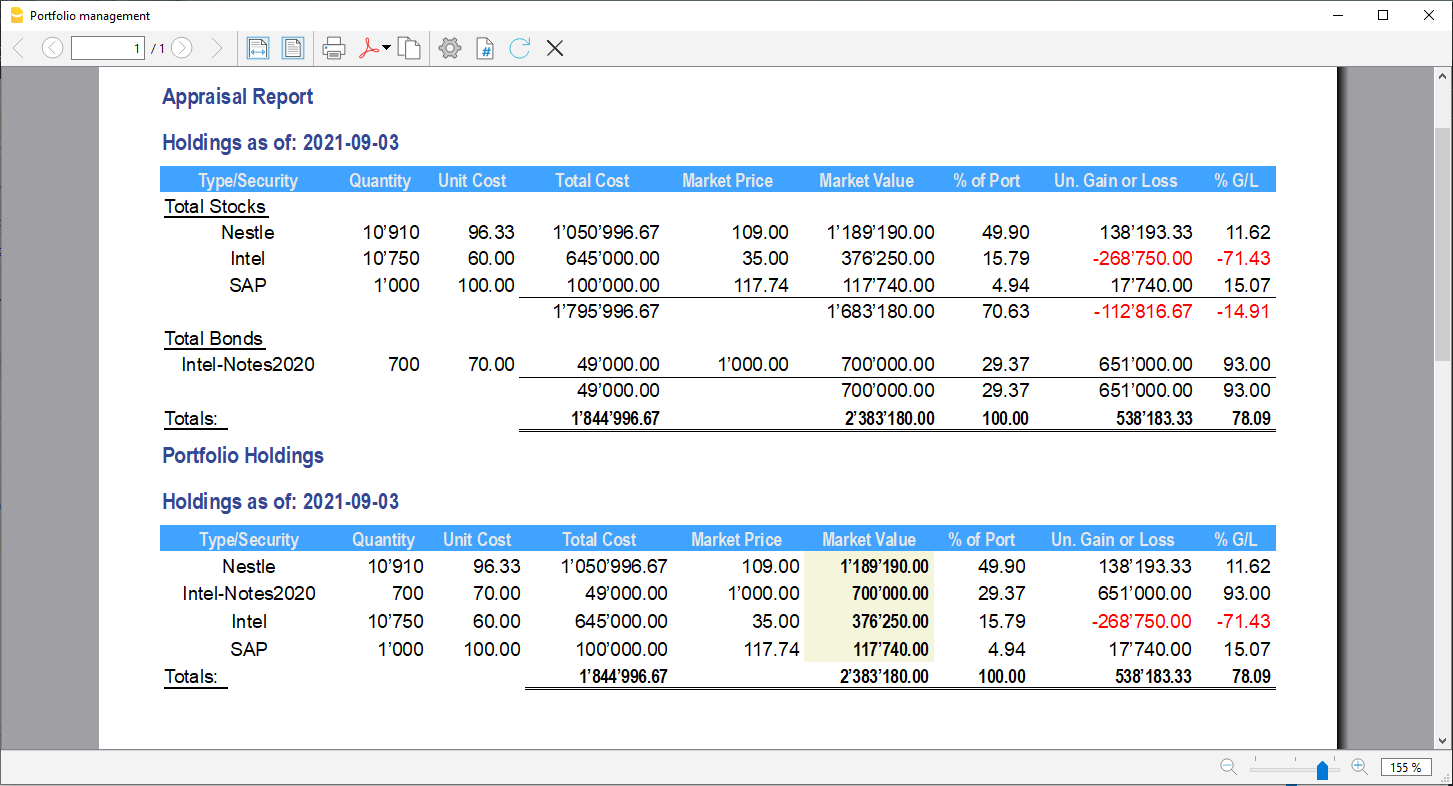 Portfolio management
1 / 1
Appraisal Report
Holdings as of: 2021-09-03
Type/Security Quantity Unit Cost Total Cost Market Price Market Value % of Port Un. Gain or Loss % G/L
Total Stocks
Nestle 10’910 96.33 1’050’996.67 109.00 1’189’190.00 49.90 138’193.33 11.62
Intel 10’750 60.00 645’000.00 35.00 376’250.00 15.79 -268’750.00 -71.43
SAP 1’000 100.00 100’000.00 117.74 117’740.00 4.94 17’740.00 15.07
1’795’996.67 1’683’180.00 70.63 -112’816.67 -14.91
Total Bonds
Intel-Notes2020 700 70.00 49’000.00 1’000.00 700’000.00 29.37 651’000.00 93.00
49’000.00 700’000.00 29.37 651’000.00 93.00
Totals: 1’844’996.67 2’383’180.00 100.00 538’183.33 78.09
Portfolio Holdings
Holdings as of: 2021-09-03
Type/Security Quantity Unit Cost Total Cost Market Price Market Value % of Port Un. Gain or Loss % G/L
Nestle 10’910 96.33 1’050’996.67 109.00 1’189’190.00 49.90 138’193.33 11.62
Intel-Notes2020 700 70.00 49’000.00 1’000.00 700’000.00 29.37 651’000.00 93.00
Intel 10’750 60.00 645’000.00 35.00 376’250.00 15.79 -268’750.00 -71.43
SAP 1’000 100.00 100’000.00 117.74 117’740.00 4.94 17’740.00 15.07
Totals: 1’844’996.67 2’383’180.00 100.00 538’183.33 78.09
155 %